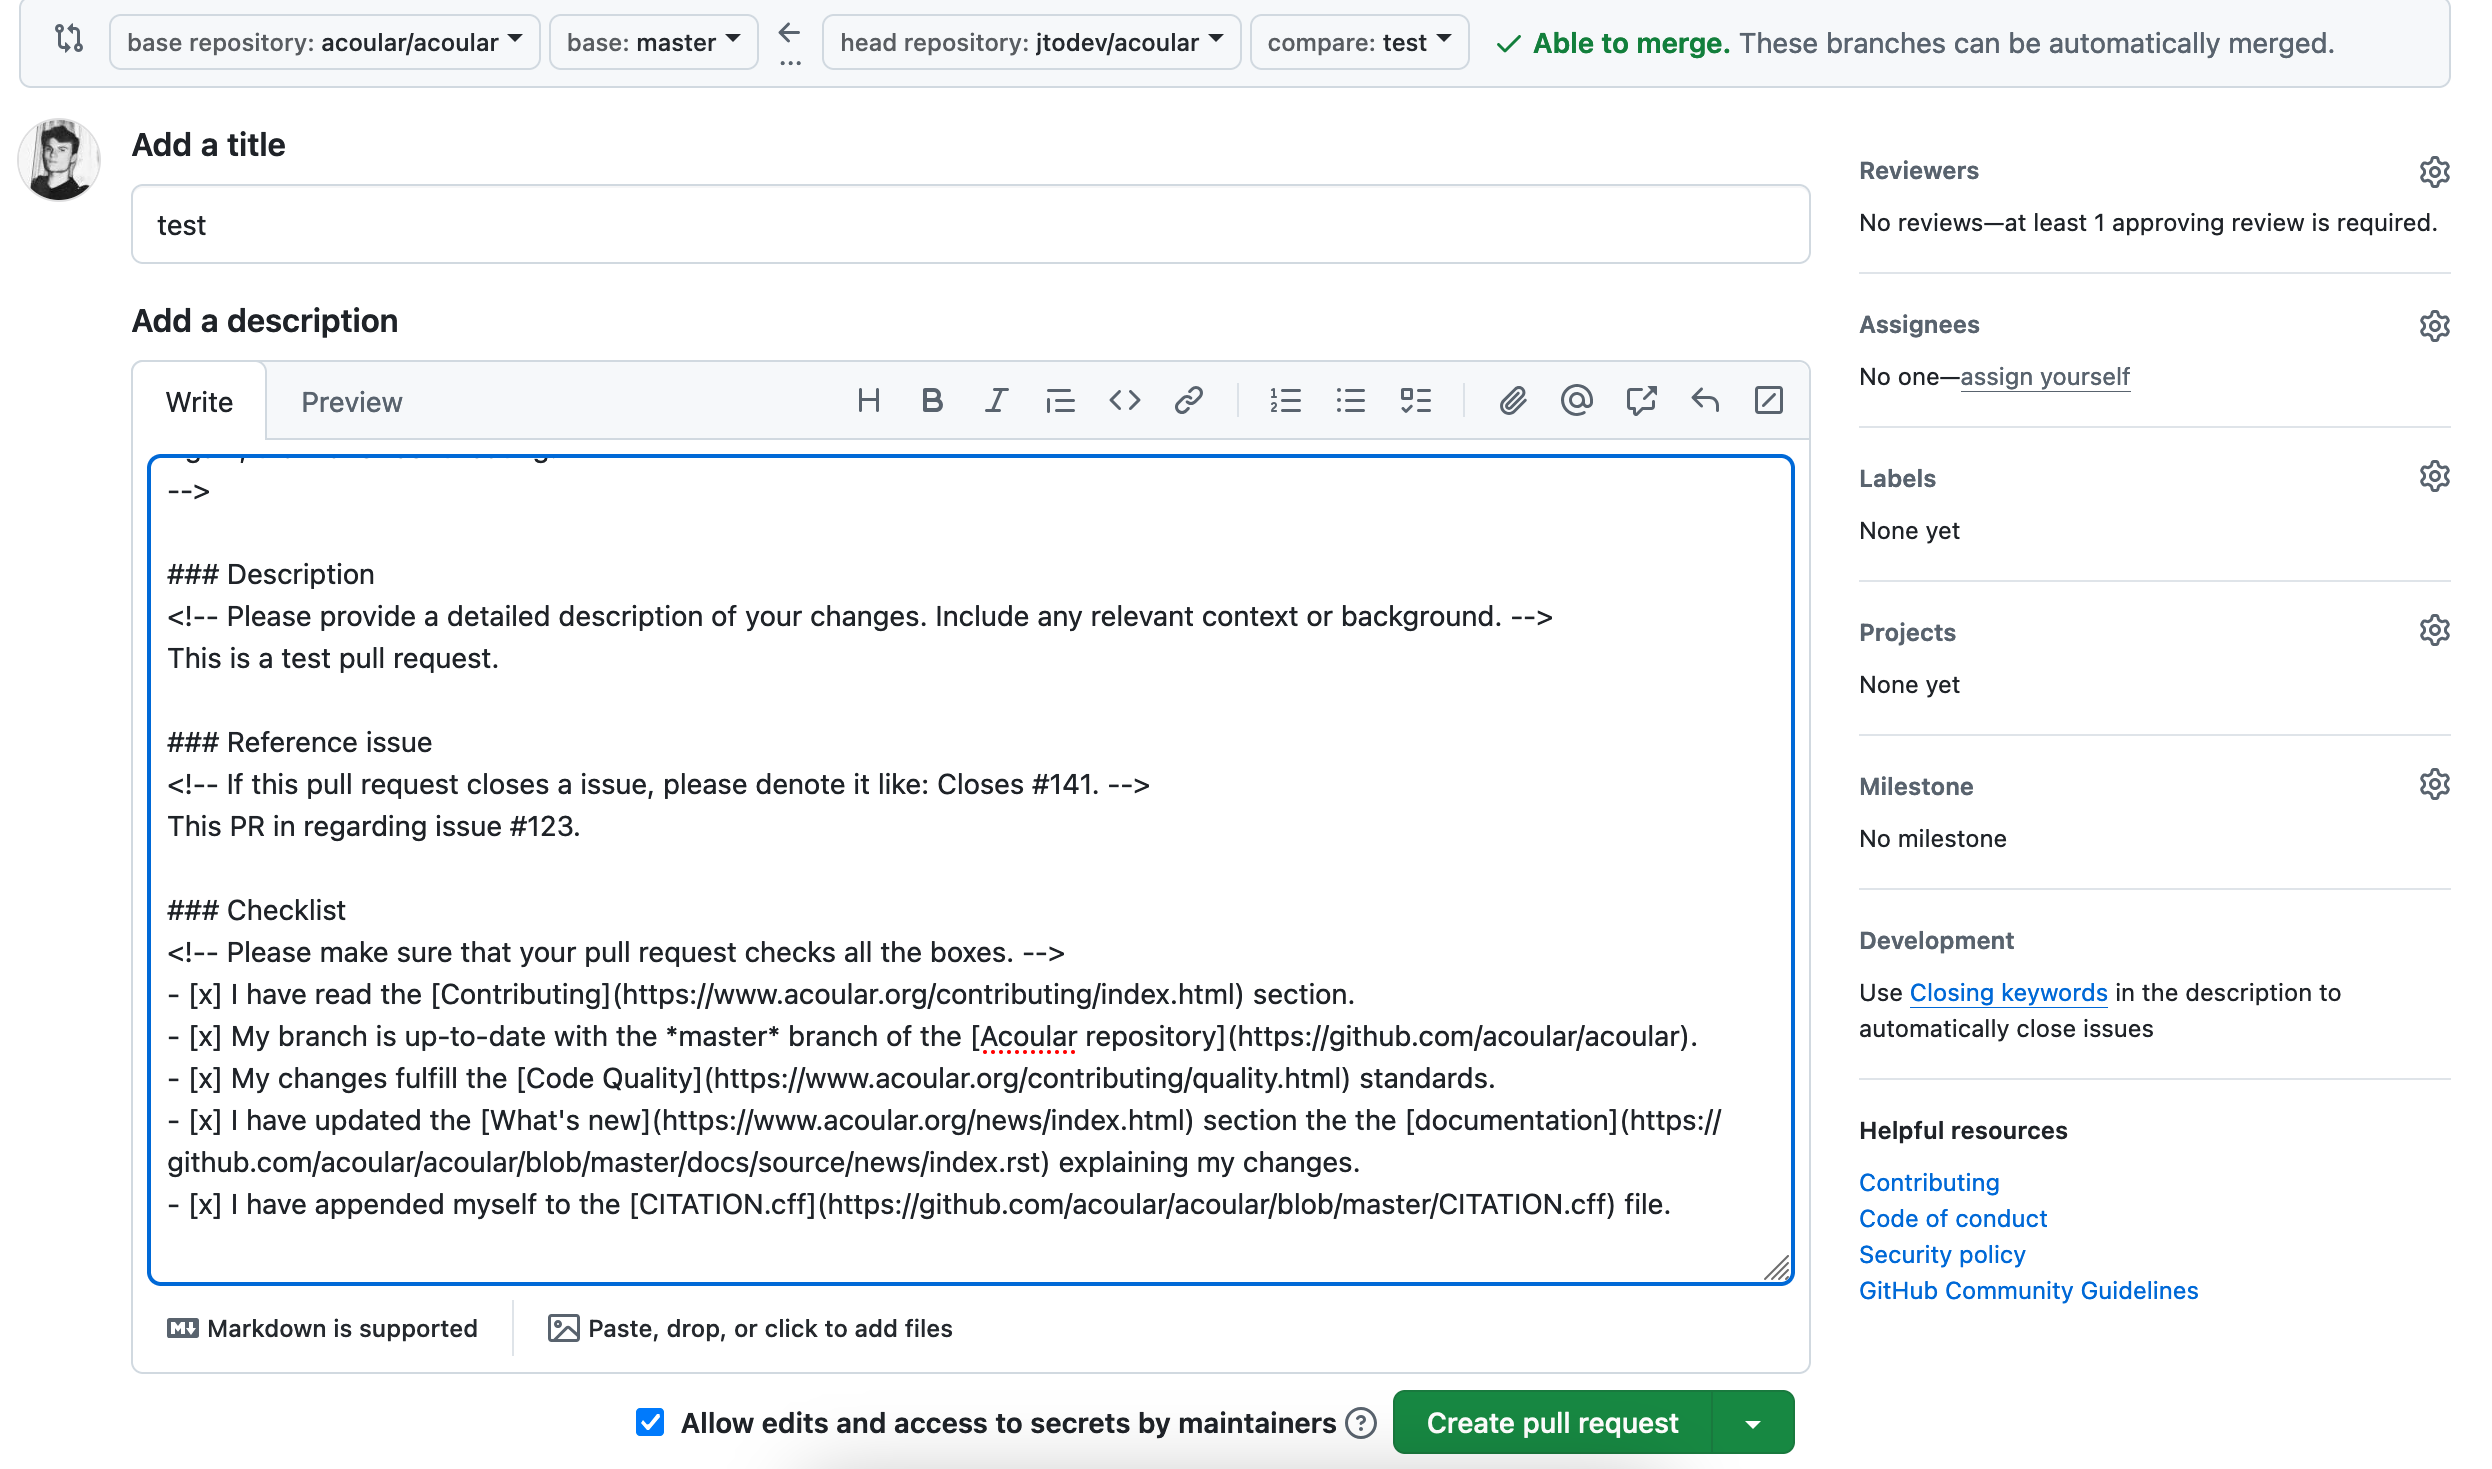 base repository: acoular/acoular
base: master
head repository: jtodev/acoular
compare: test
Able to merge. These branches can be automatically merged.
Add a title
test
Add a description
Write
Preview
-->
### Description
<!-- Please provide a detailed description of your changes. Include any relevant context or background. -->
This is a test pull request.
### Reference issue
<!-- If this pull request closes a issue, please denote it like: Closes #141. -->
This PR in regarding issue #123.
### Checklist
<!-- Please make sure that your pull request checks all the boxes. -->
- [x] I have read the [Contributing](https://www.acoular.org/contributing/index.html) section.
- [x] My branch is up-to-date with the *master* branch of the [Acoular repository](https://github.com/acoular/acoular).
- [x] My changes fulfill the [Code Quality](https://www.acoular.org/contributing/quality.html) standards.
- [x] I have updated the [What's new](https://www.acoular.org/news/index.html) section the the [documentation](https://
github.com/acoular/acoular/blob/master/docs/source/news/index.rst) explaining my changes.
- [x] I have appended myself to the [CITATION.cff](https://github.com/acoular/acoular/blob/master/CITATION.cff) file.
Markdown is supported
Paste, drop, or click to add files
Allow edits and access to secrets by maintainers
Create pull request
Reviewers
No reviews—at least 1 approving review is required.
Assignees
No one—assign yourself
Labels
None yet
Projects
None yet
Milestone
No milestone
Development
Use Closing keywords in the description to
automatically close issues
Helpful resources
Contributing
Code of conduct
Security policy
GitHub Community Guidelines